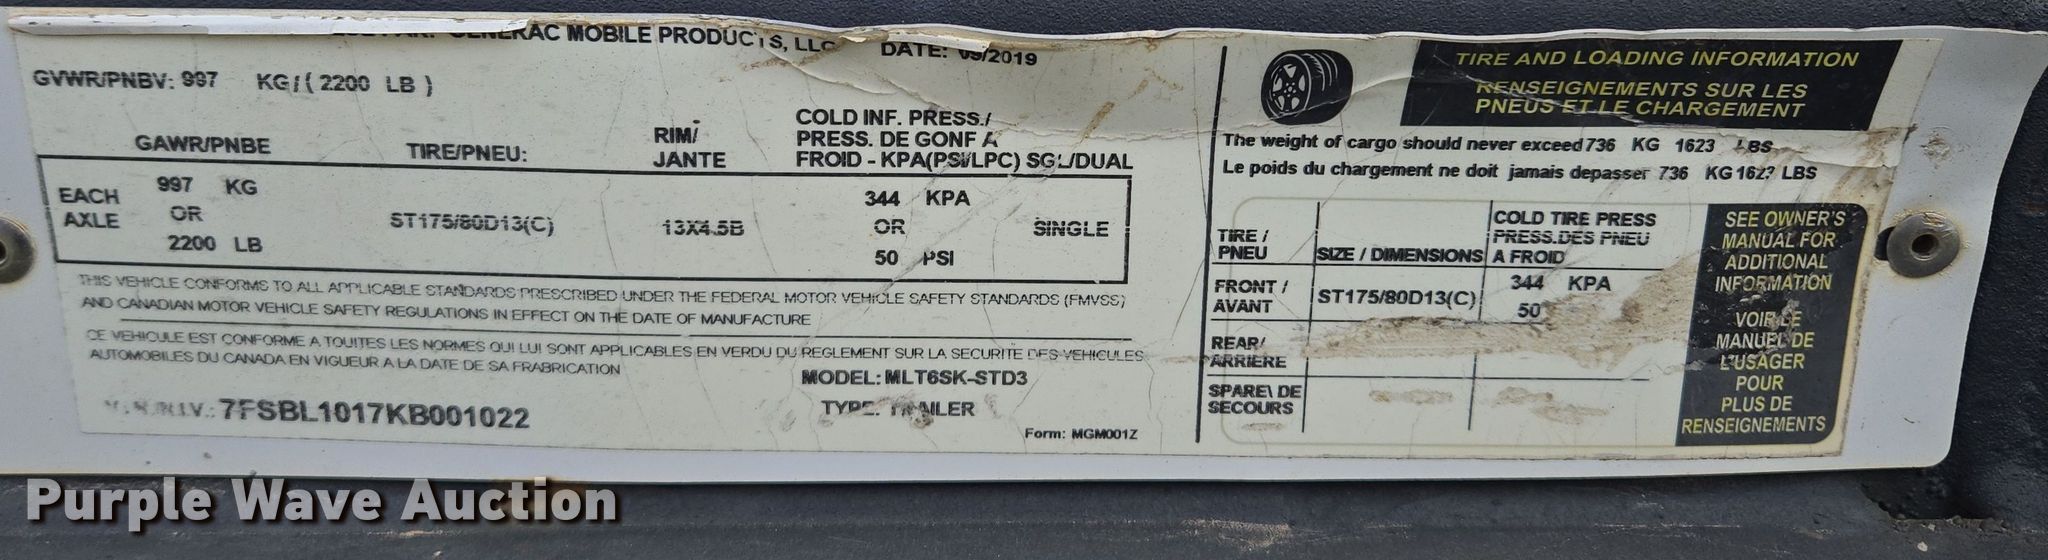 GENERAC MOBILE PRODUCTS, LLC DATE: 09/2019
GVWR/PNBV: 997 KG/( 2200 LB )
GAWR/PNBE TIRE/PNEU: RIM/ JANTE
COLD INF. PRESS./
PRESS. DE GONF A
FROID - KPA(PSI/LPC) SGL/DUAL
EACH AXLE
997 KG
OR
2200 LB
ST175/80D13(C)
13X4.5B
344 KPA
OR
50 PSI
SINGLE
THIS VEHICLE CONFORMS TO ALL APPLICABLE STANDARDS PRESCRIBED UNDER THE FEDERAL MOTOR VEHICLE SAFETY STANDARDS (FMVSS)
AND CANADIAN MOTOR VEHICLE SAFETY REGULATIONS IN EFFECT ON THE DATE OF MANUFACTURE
CE VEHICULE EST CONFORME A TOUITES LES NORMES QUI LUI SONT APPLICABLES EN VERDU DU REGLEMENT SUR LA SECURITE DES VEHICULES
AUTOMOBILES DU CANADA EN VIGUEUR A LA DATE DE SA FRABRICATION
MODEL: MLT6SK-STD3
V.I.N./N.I.V.: 7FSBL1017KB001022
TYPE: TRAILER
Form: MGM001Z
TIRE AND LOADING INFORMATION
RENSEIGNEMENTS SUR LES
PNEUS ET LE CHARGEMENT
The weight of cargo should never exceed 736 KG 1623 LBS
Le poids du chargement ne doit jamais depasser 736 KG 1623 LBS
TIRE /
PNEU
SIZE / DIMENSIONS
COLD TIRE PRESS
PRESS.DES PNEU
A FROID
FRONT /
AVANT
ST175/80D13(C)
344 KPA
50
REAR/
ARRIERE
SPARE\ DE
SECOURS
SEE OWNER'S
MANUAL FOR
ADDITIONAL
INFORMATION
VOIR LE
MANUEL DE
L'USAGER
POUR
PLUS DE
RENSEIGNEMENTS
Purple Wave Auction